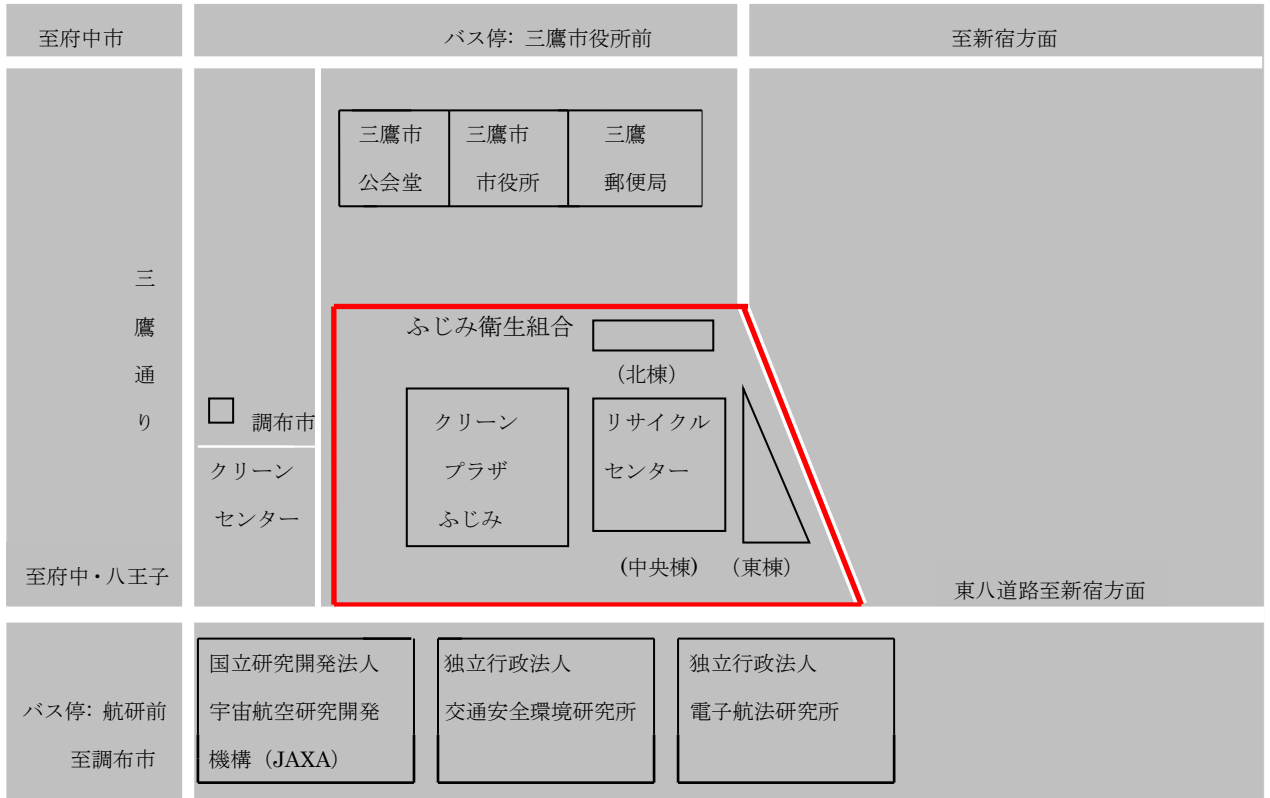 至府中市
バス停: 三鷹市役所前
至新宿方面
三鷹市
公会堂
三鷹市
市役所
三鷹
郵便局
三
鷹
通
り
ふじみ衛生組合
(北棟)
調布市
クリーン
センター
クリーン
プラザ
ふじみ
リサイクル
センター
(中央棟)
(東棟)
至府中・八王子
東八道路至新宿方面
バス停: 航研前
至調布市
国立研究開発法人
宇宙航空研究開発
機構（JAXA）
独立行政法人
交通安全環境研究所
独立行政法人
電子航法研究所